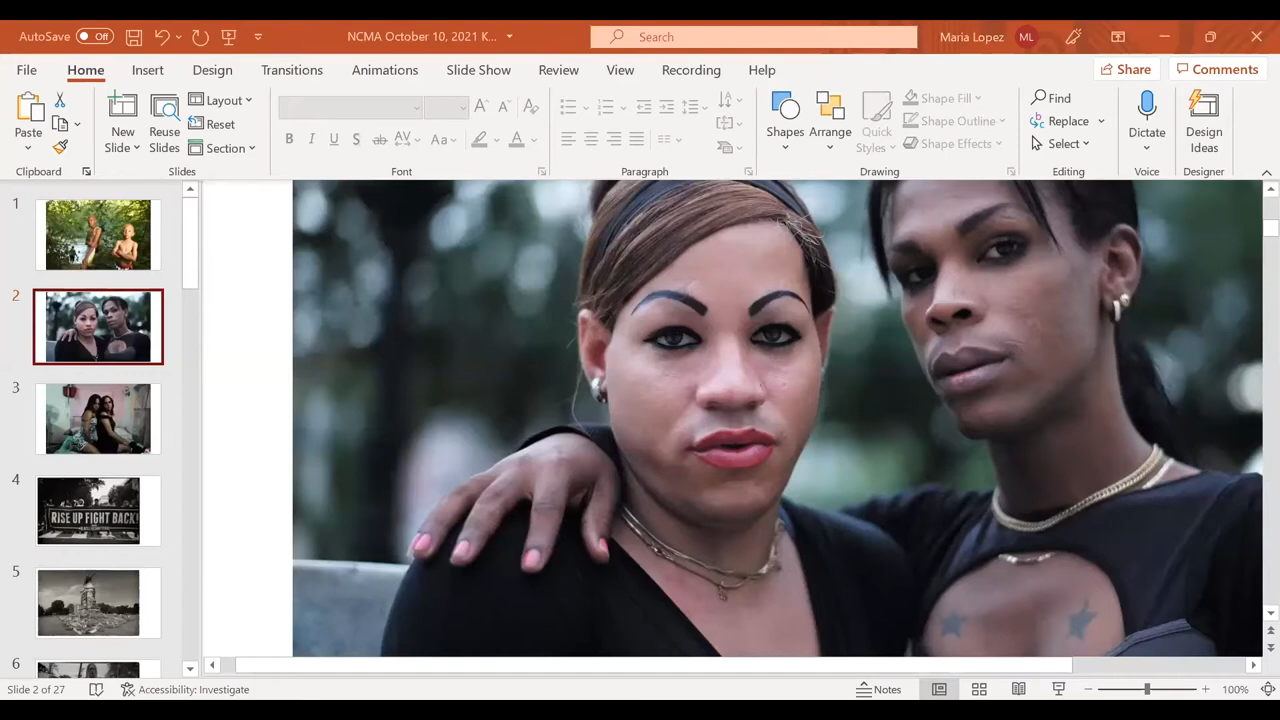 AutoSave Off NCMA October 10, 2021 K... Search Maria Lopez ML
File Home Insert Design Transitions Animations Slide Show Review View Recording Help Share Comments
Paste New Slide Reuse Slides Layout Reset Section Shapes Arrange Quick Styles Shape Fill Shape Outline Shape Effects Find Replace Select Dictate Design Ideas
B I U S ab AV Aa A
Clipboard Slides Font Paragraph Drawing Editing Voice Designer
1
2
3
4
RISE UP FIGHT BACK!
5
6
Slide 2 of 27 Accessibility: Investigate Notes 100%